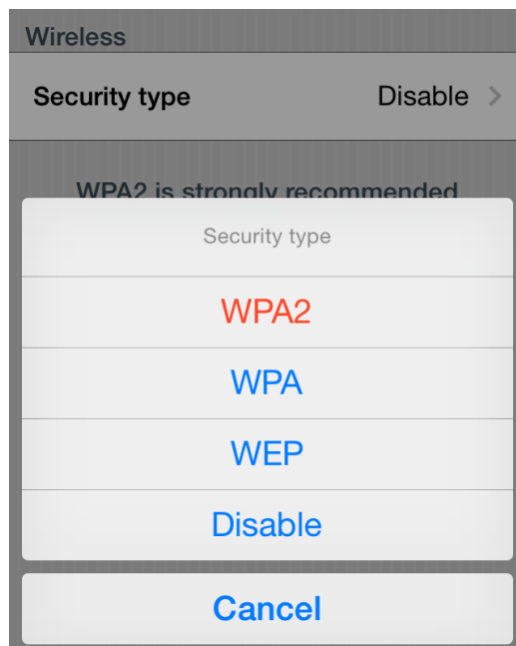 Wireless
Security type Disable >
WPA2 is strongly recommended
Security type
WPA2
WPA
WEP
Disable
Cancel